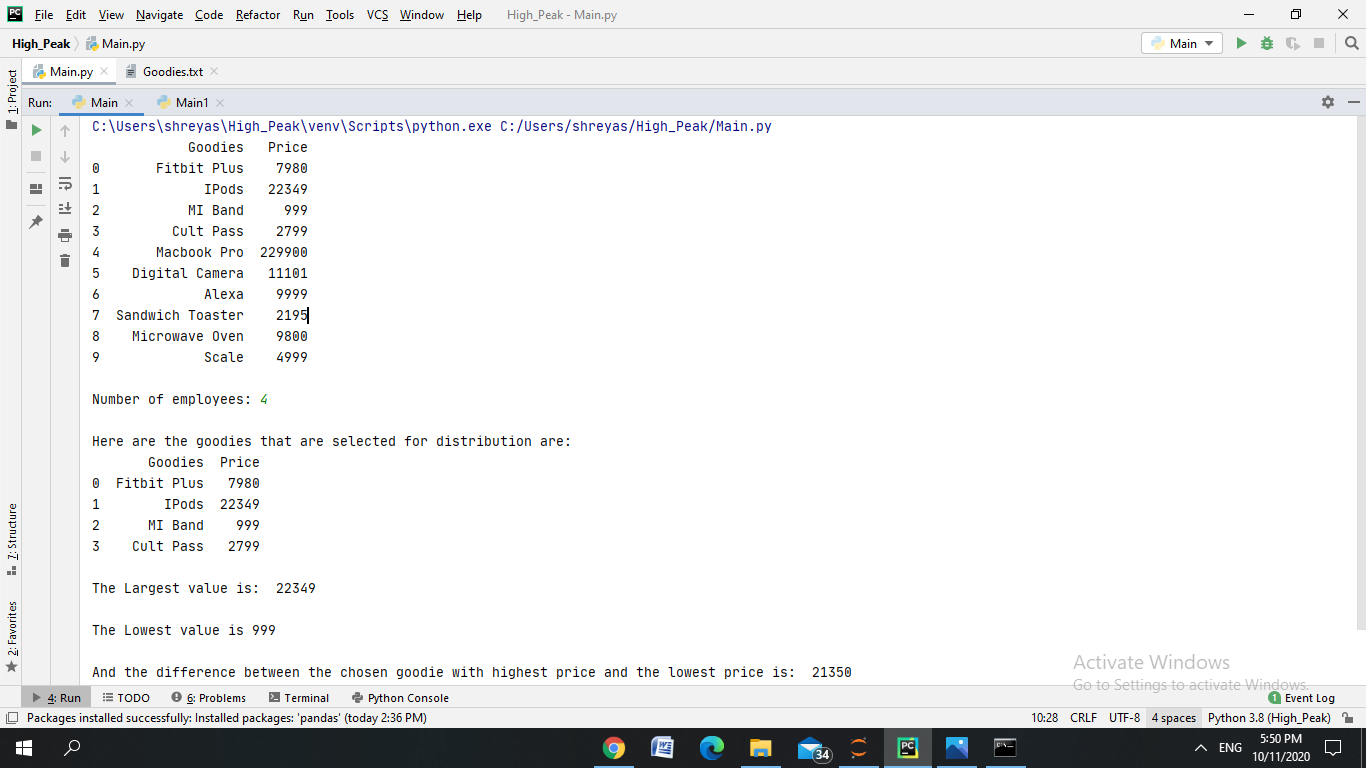 PC File Edit View Navigate Code Refactor Run Tools VCS Window Help High_Peak - Main.py
High_Peak Main.py Main
Main.py Goodies.txt
1: Project
Run: Main Main1
C:\Users\shreyas\High_Peak\venv\Scripts\python.exe C:/Users/shreyas/High_Peak/Main.py
Goodies Price
0 Fitbit Plus 7980
1 IPods 22349
2 MI Band 999
3 Cult Pass 2799
4 Macbook Pro 229900
5 Digital Camera 11101
6 Alexa 9999
7 Sandwich Toaster 2195
8 Microwave Oven 9800
9 Scale 4999
Number of employees: 4
Here are the goodies that are selected for distribution are:
Goodies Price
0 Fitbit Plus 7980
1 IPods 22349
2 MI Band 999
3 Cult Pass 2799
The Largest value is: 22349
The Lowest value is 999
And the difference between the chosen goodie with highest price and the lowest price is: 21350
7: Structure
2: Favorites
Activate Windows
Go to Settings to activate Windows.
4: Run TODO 6: Problems Terminal Python Console 1 Event Log
Packages installed successfully: Installed packages: 'pandas' (today 2:36 PM) 10:28 CRLF UTF-8 4 spaces Python 3.8 (High_Peak)
34 PC ENG 5:50 PM
10/11/2020